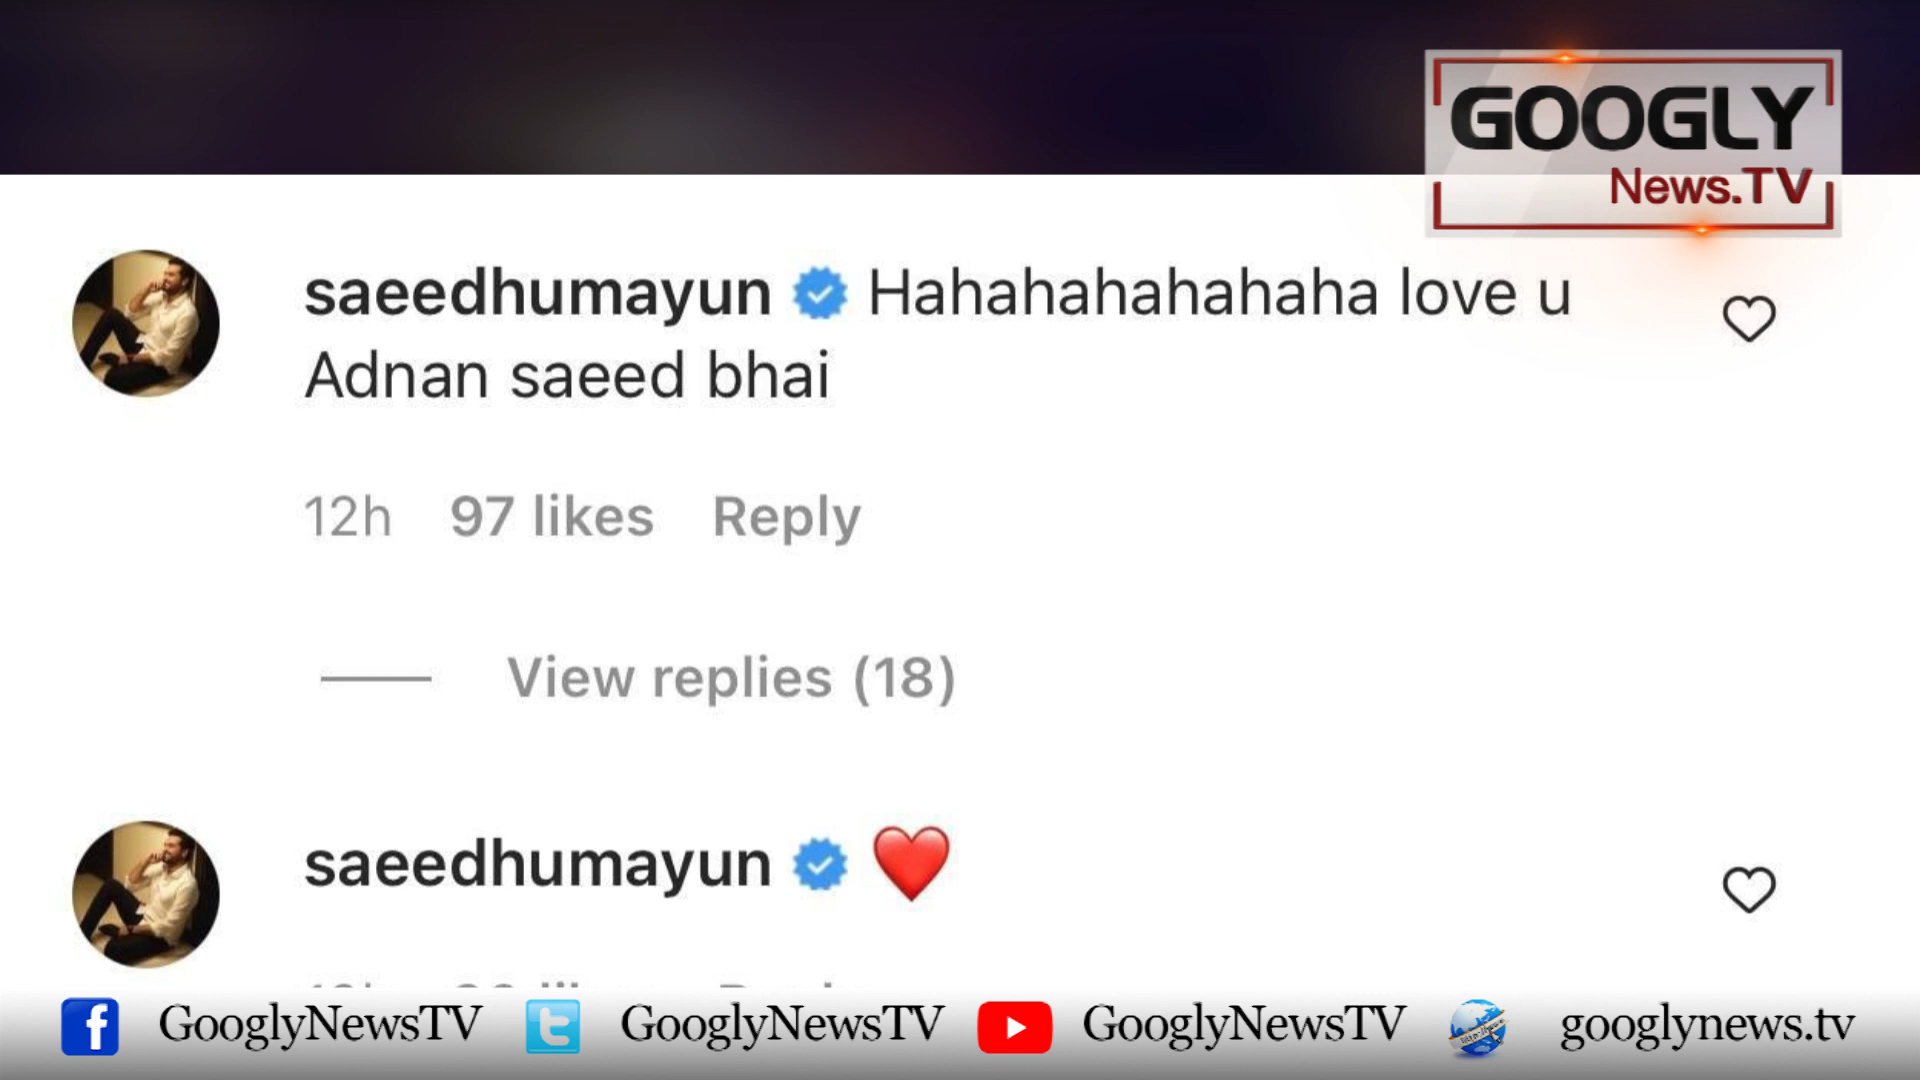 GOOGLY
News.TV
saeedhumayun Hahahahahahaha love u
Adnan saeed bhai
12h 97 likes Reply
View replies (18)
saeedhumayun ❤️
GooglyNewsTV GooglyNewsTV GooglyNewsTV googlynews.tv